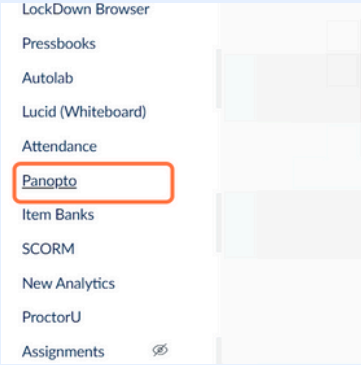 LockDown Browser
Pressbooks
Autolab
Lucid (Whiteboard)
Attendance
Panopto
Item Banks
SCORM
New Analytics
ProctorU
Assignments